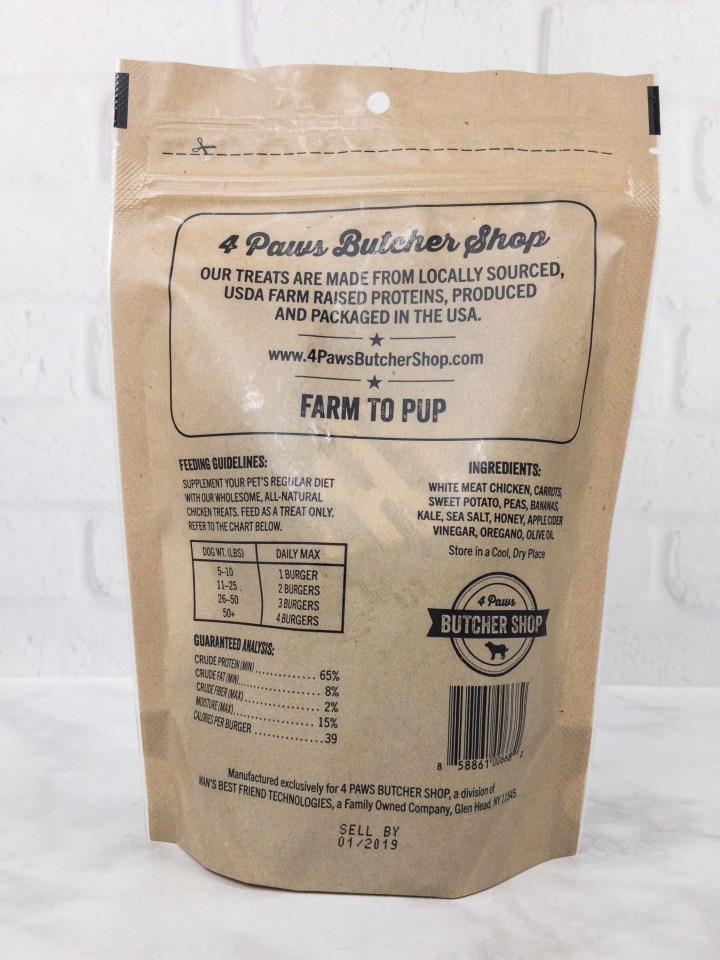 4 Paws Butcher Shop
OUR TREATS ARE MADE FROM LOCALLY SOURCED,
USDA FARM RAISED PROTEINS, PRODUCED
AND PACKAGED IN THE USA.
www.4PawsButcherShop.com
FARM TO PUP
FEEDING GUIDELINES:
SUPPLEMENT YOUR PET'S REGULAR DIET
WITH OUR WHOLESOME, ALL-NATURAL
CHICKEN TREATS. FEED AS A TREAT ONLY.
REFER TO THE CHART BELOW.
DOG WT. (LBS) DAILY MAX
5-10 1 BURGER
11-25 2 BURGERS
26-50 3 BURGERS
50+ 4 BURGERS
GUARANTEED ANALYSIS:
CRUDE PROTEIN (MIN) 65%
CRUDE FAT (MIN) 8%
CRUDE FIBER (MAX) 2%
MOISTURE (MAX) 15%
CALORIES PER BURGER 39
INGREDIENTS:
WHITE MEAT CHICKEN, CARROTS,
SWEET POTATO, PEAS, BANANAS,
KALE, SEA SALT, HONEY, APPLE CIDER
VINEGAR, OREGANO, OLIVE OIL
Store in a Cool, Dry Place
4 Paws
BUTCHER SHOP
8 58861 00668 2
Manufactured exclusively for 4 PAWS BUTCHER SHOP, a division of
MAN'S BEST FRIEND TECHNOLOGIES, a Family Owned Company, Glen Head, NY 11545
SELL BY
01/2019